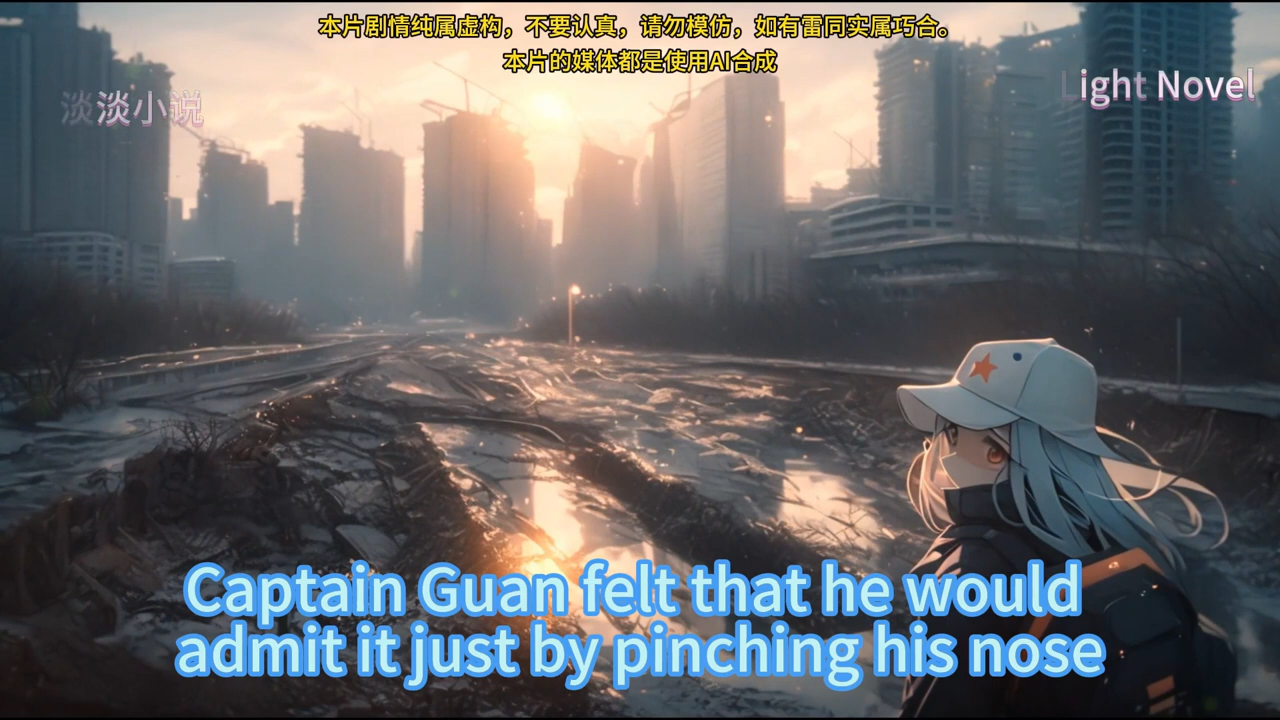 本片剧情纯属虚构，不要认真，请勿模仿，如有雷同实属巧合。
本片的媒体都是使用AI合成
淡淡小说
Light Novel
Captain Guan felt that he would
admit it just by pinching his nose